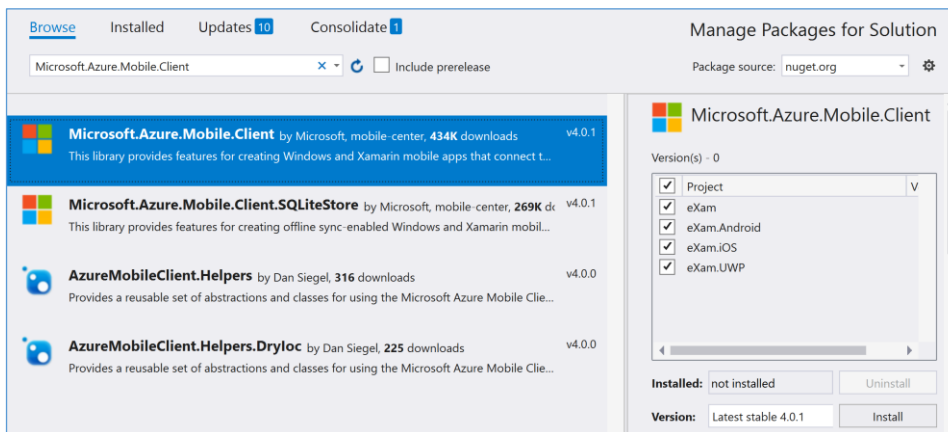 Browse Installed Updates 10 Consolidate 1
Manage Packages for Solution
Microsoft.Azure.Mobile.Client Include prerelease
Package source: nuget.org
Microsoft.Azure.Mobile.Client by Microsoft, mobile-center, 434K downloads v4.0.1
This library provides features for creating Windows and Xamarin mobile apps that connect t...
Microsoft.Azure.Mobile.Client.SQLiteStore by Microsoft, mobile-center, 269K dc v4.0.1
This library provides features for creating offline sync-enabled Windows and Xamarin mobil...
AzureMobileClient.Helpers by Dan Siegel, 316 downloads v4.0.0
Provides a reusable set of abstractions and classes for using the Microsoft Azure Mobile Clie...
AzureMobileClient.Helpers.DryIoc by Dan Siegel, 225 downloads v4.0.0
Provides a reusable set of abstractions and classes for using the Microsoft Azure Mobile Clie...
Microsoft.Azure.Mobile.Client
Version(s) - 0
Project V
eXam
eXam.Android
eXam.iOS
eXam.UWP
Installed: not installed Uninstall
Version: Latest stable 4.0.1 Install